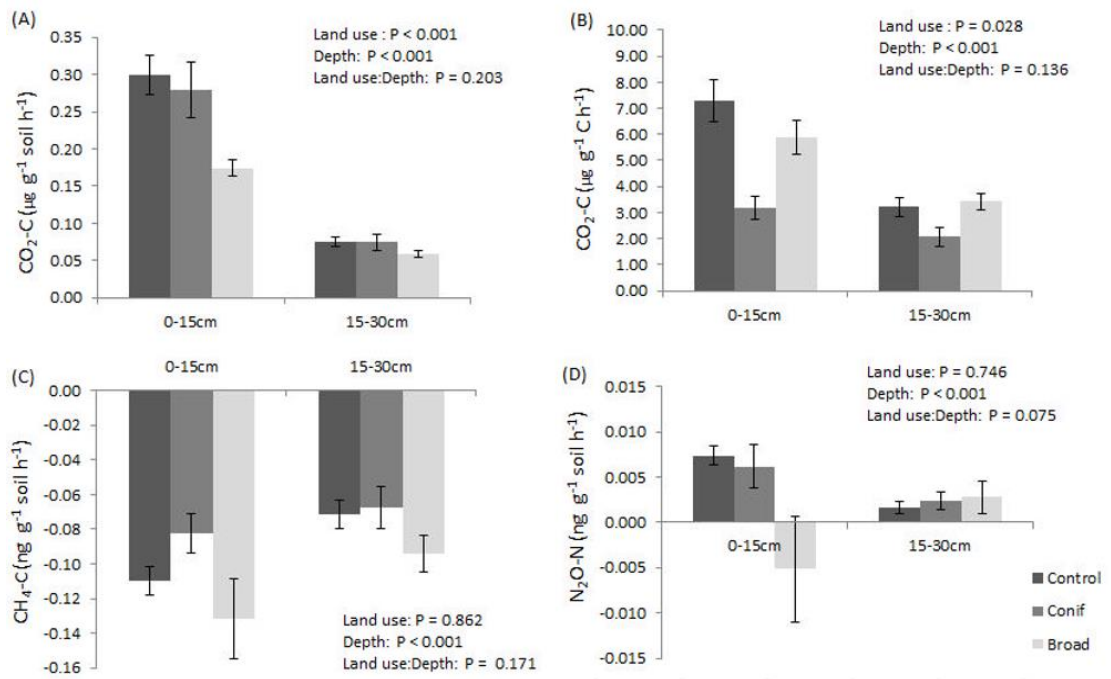 (A)
Land use : P < 0.001
Depth: P < 0.001
Land use:Depth: P = 0.203
CO₂-C (µg g⁻¹ soil h⁻¹)
0.35
0.30
0.25
0.20
0.15
0.10
0.05
0.00
0-15cm
15-30cm
(B)
Land use : P = 0.028
Depth: P < 0.001
Land use:Depth: P = 0.136
CO₂-C (µg g⁻¹ C h⁻¹)
10.00
9.00
8.00
7.00
6.00
5.00
4.00
3.00
2.00
1.00
0.00
0-15cm
15-30cm
(C)
0-15cm
15-30cm
CH₄-C (ng g⁻¹ soil h⁻¹)
0.00
-0.02
-0.04
-0.06
-0.08
-0.10
-0.12
-0.14
-0.16
Land use: P = 0.862
Depth: P < 0.001
Land use:Depth: P = 0.171
(D)
Land use: P = 0.746
Depth: P < 0.001
Land use:Depth: P = 0.075
N₂O-N (ng g⁻¹ soil h⁻¹)
0.015
0.010
0.005
0.000
-0.005
-0.010
-0.015
0-15cm
15-30cm
Control
Conif
Broad